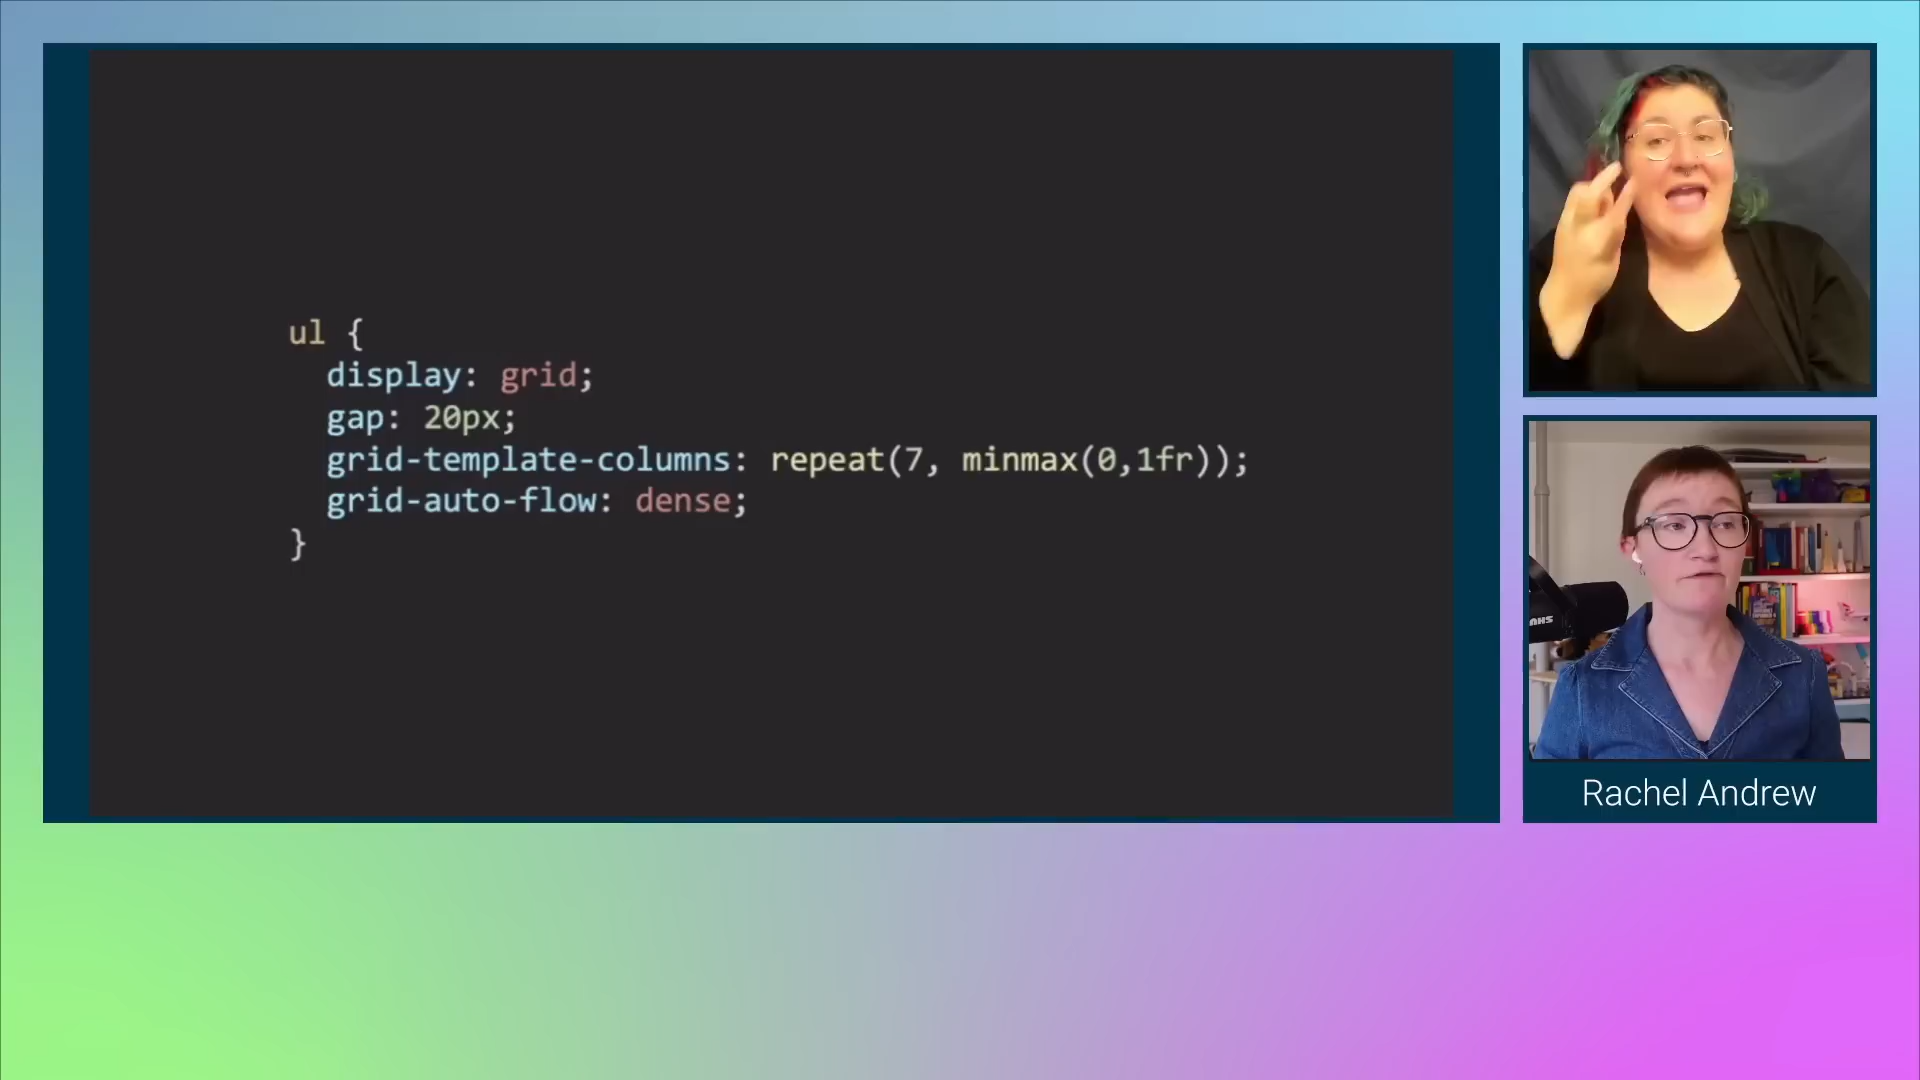 ul {
display: grid;
gap: 20px;
grid-template-columns: repeat(7, minmax(0,1fr));
grid-auto-flow: dense;
}
Rachel Andrew